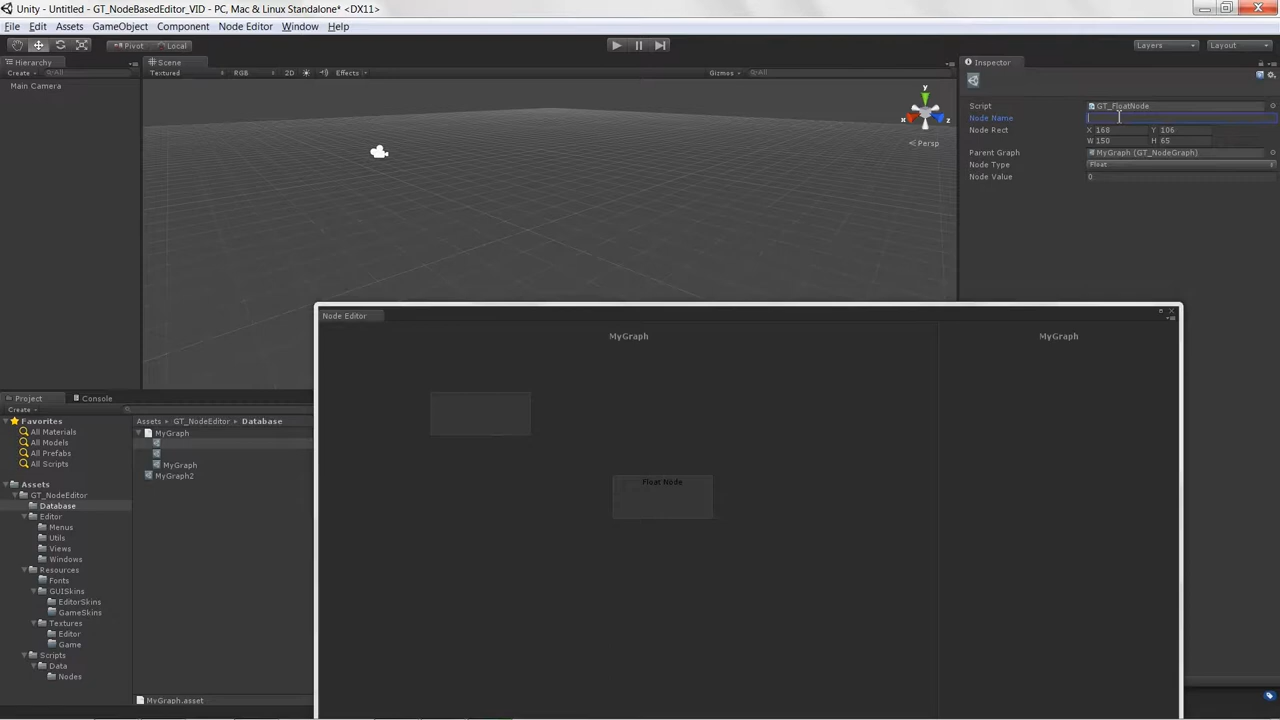 Unity - Untitled - GT_NodeBasedEditor_VID - PC, Mac & Linux Standalone* <DX11>
File Edit Assets GameObject Component Node Editor Window Help
Pivot Local Layers Layout
Hierarchy Scene Inspector
Create All Textured RGB 2D Effects Gizmos All
Main Camera
y
x
z
Persp
Script GT_FloatNode
Node Name
Node Rect X 168 Y 106
W 150 H 65
Parent Graph MyGraph (GT_NodeGraph)
Node Type Float
Node Value 0
Node Editor
MyGraph MyGraph
Float Node
Project Console
Create
Favorites
All Materials
All Models
All Prefabs
All Scripts
Assets
GT_NodeEditor
Database
Editor
Menus
Utils
Views
Windows
Resources
Fonts
GUISkins
EditorSkins
GameSkins
Textures
Editor
Game
Scripts
Data
Nodes
Assets GT_NodeEditor Database
MyGraph
MyGraph
MyGraph2
MyGraph.asset